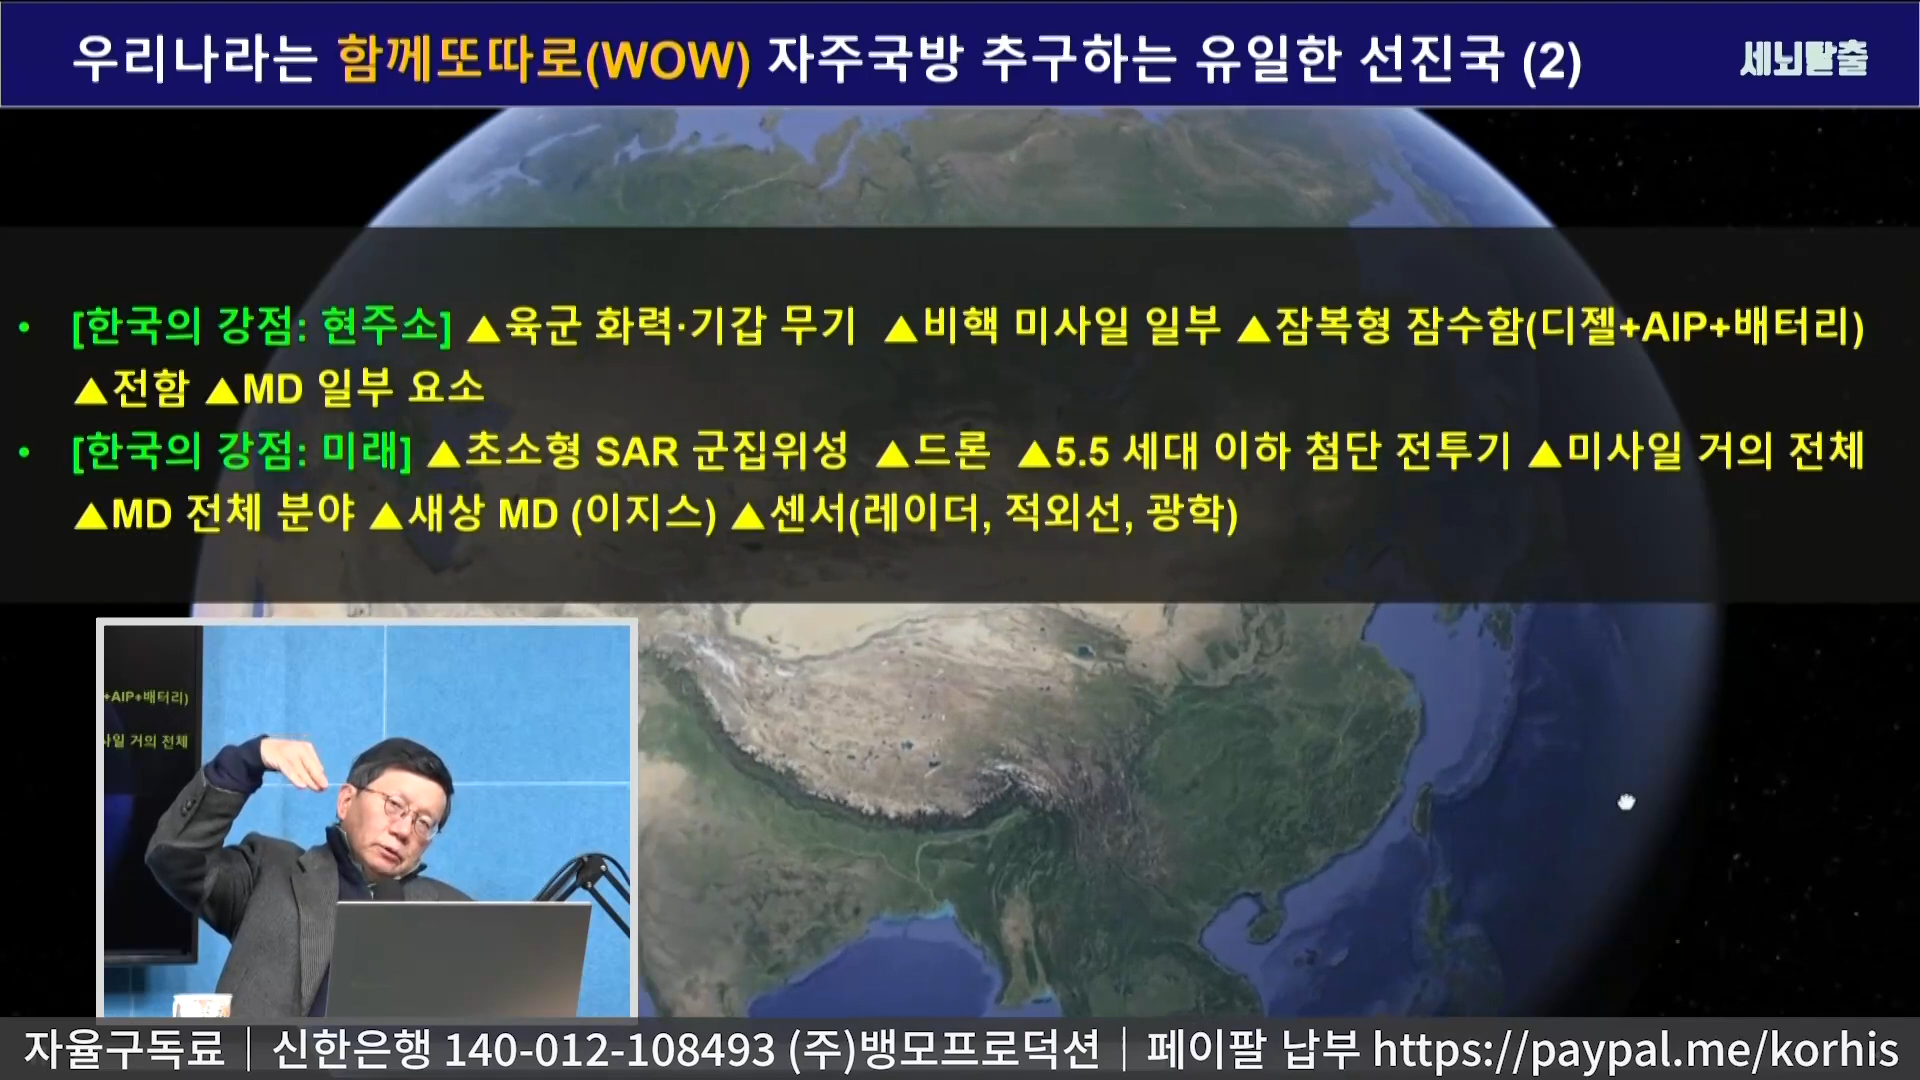 우리나라는 함께또따로(WOW) 자주국방 추구하는 유일한 선진국 (2)
세뇌탈출
• [한국의 강점: 현주소] ▲육군 화력·기갑 무기 ▲비핵 미사일 일부 ▲잠복형 잠수함(디젤+AIP+배터리)
▲전함 ▲MD 일부 요소
• [한국의 강점: 미래] ▲초소형 SAR 군집위성 ▲드론 ▲5.5 세대 이하 첨단 전투기 ▲미사일 거의 전체
▲MD 전체 분야 ▲새상 MD (이지스) ▲센서(레이더, 적외선, 광학)
+AIP+배터리)
사일 거의 전체
자율구독료│신한은행 140-012-108493 (주)뱅모프로덕션│페이팔 납부 https://paypal.me/korhis